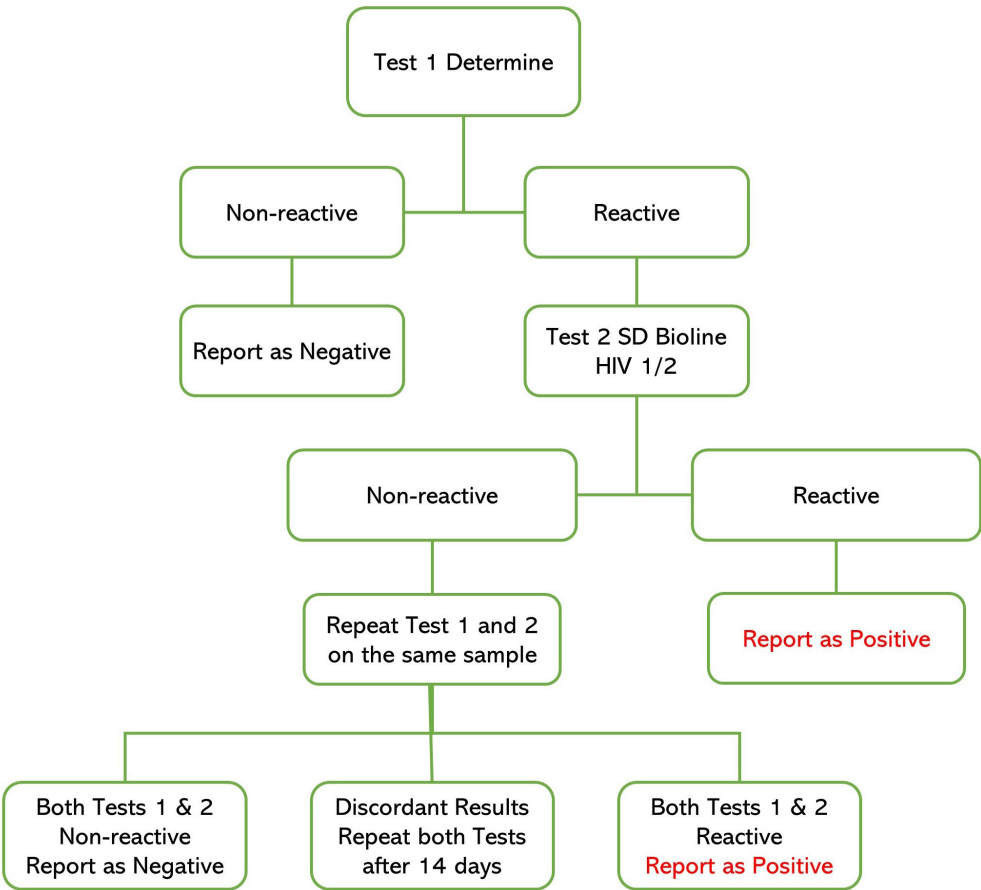 Test 1 Determine
Non-reactive
Reactive
Report as Negative
Test 2 SD Bioline
HIV 1/2
Non-reactive
Reactive
Repeat Test 1 and 2
on the same sample
Report as Positive
Both Tests 1 & 2
Non-reactive
Report as Negative
Discordant Results
Repeat both Tests
after 14 days
Both Tests 1 & 2
Reactive
Report as Positive